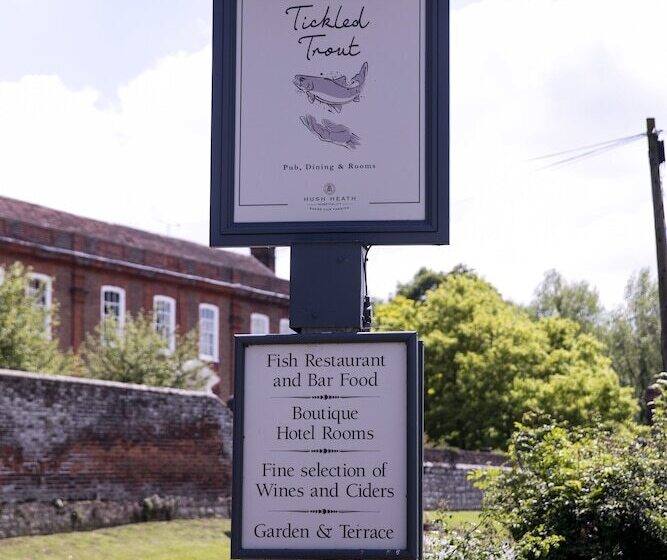 Tickled
Trout
Pub, Dining & Rooms
HUSH HEATH
HOSPITALITY
Fish Restaurant
and Bar Food
Boutique
Hotel Rooms
Fine selection of
Wines and Ciders
Garden & Terrace